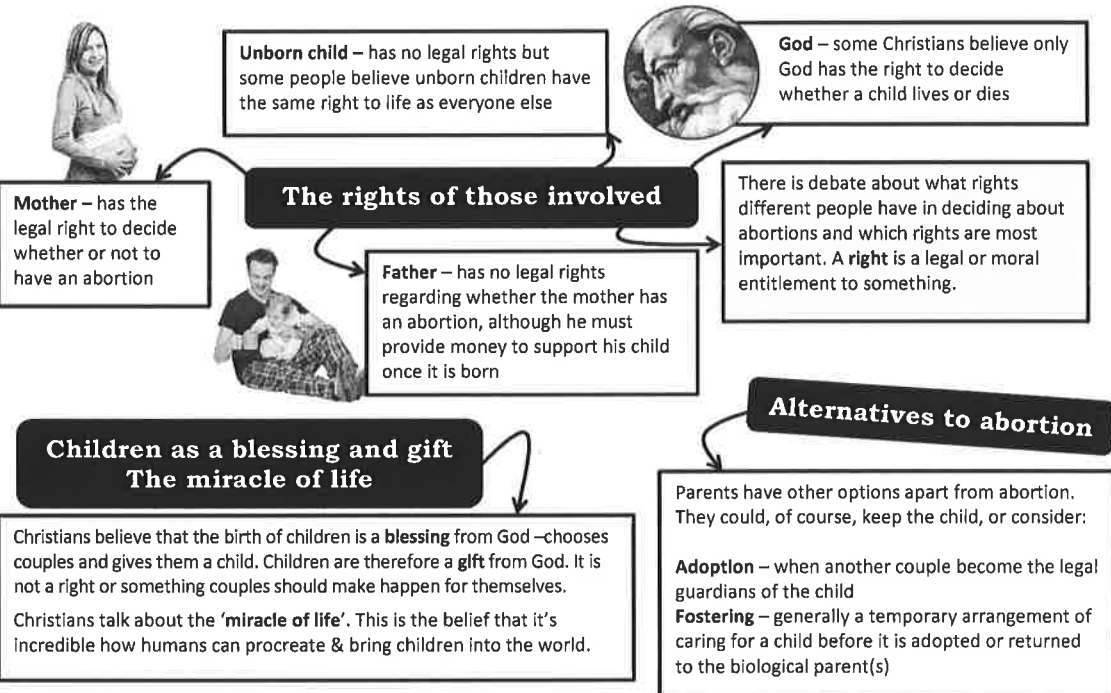 Unborn child – has no legal rights but
some people believe unborn children have
the same right to life as everyone else
God – some Christians believe only
God has the right to decide
whether a child lives or dies
The rights of those involved
Mother – has the
legal right to decide
whether or not to
have an abortion
Father – has no legal rights
regarding whether the mother has
an abortion, although he must
provide money to support his child
once it is born
There is debate about what rights
different people have in deciding about
abortions and which rights are most
important. A right is a legal or moral
entitlement to something.
Children as a blessing and gift
The miracle of life
Christians believe that the birth of children is a blessing from God –chooses
couples and gives them a child. Children are therefore a gift from God. It is
not a right or something couples should make happen for themselves.
Christians talk about the 'miracle of life'. This is the belief that it's
incredible how humans can procreate & bring children into the world.
Alternatives to abortion
Parents have other options apart from abortion.
They could, of course, keep the child, or consider:
Adoption – when another couple become the legal
guardians of the child
Fostering – generally a temporary arrangement of
caring for a child before it is adopted or returned
to the biological parent(s)